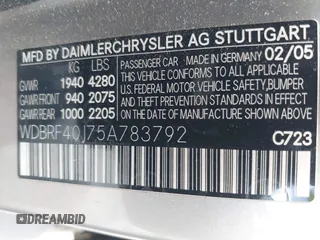 MFD BY DAIMLERCHRYSLER AG STUTTGART
KG LBS
GVWR 1940 4280
GAWR FRONT 940 2075
GAWR REAR 1000 2205
PASSENGER CAR MADE IN GERMANY 02/05
THIS VEHICLE CONFORMS TO ALL APPLICABLE
U.S. FEDERAL MOTOR VEHICLE SAFETY, BUMPER
AND THEFT PREVENTION STANDARDS IN EFFECT
ON THE DATE OF MANUFACTURE SHOWN ABOVE
WDBRF40J75A783792
C723
DREAMBID.COM